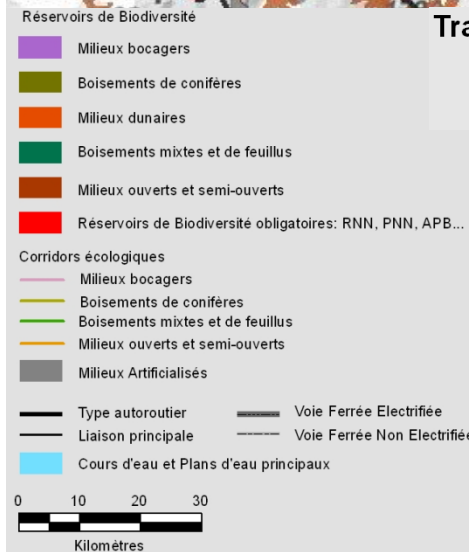 Réservoirs de Biodiversité
Tra
Milieux bocagers
Boisements de conifères
Milieux dunaires
Boisements mixtes et de feuillus
Milieux ouverts et semi-ouverts
Réservoirs de Biodiversité obligatoires: RNN, PNN, APB...
Corridors écologiques
Milieux bocagers
Boisements de conifères
Boisements mixtes et de feuillus
Milieux ouverts et semi-ouverts
Milieux Artificialisés
Type autoroutier Voie Ferrée Electrifiée
Liaison principale Voie Ferrée Non Electrifiée
Cours d'eau et Plans d'eau principaux
0 10 20 30
Kilomètres